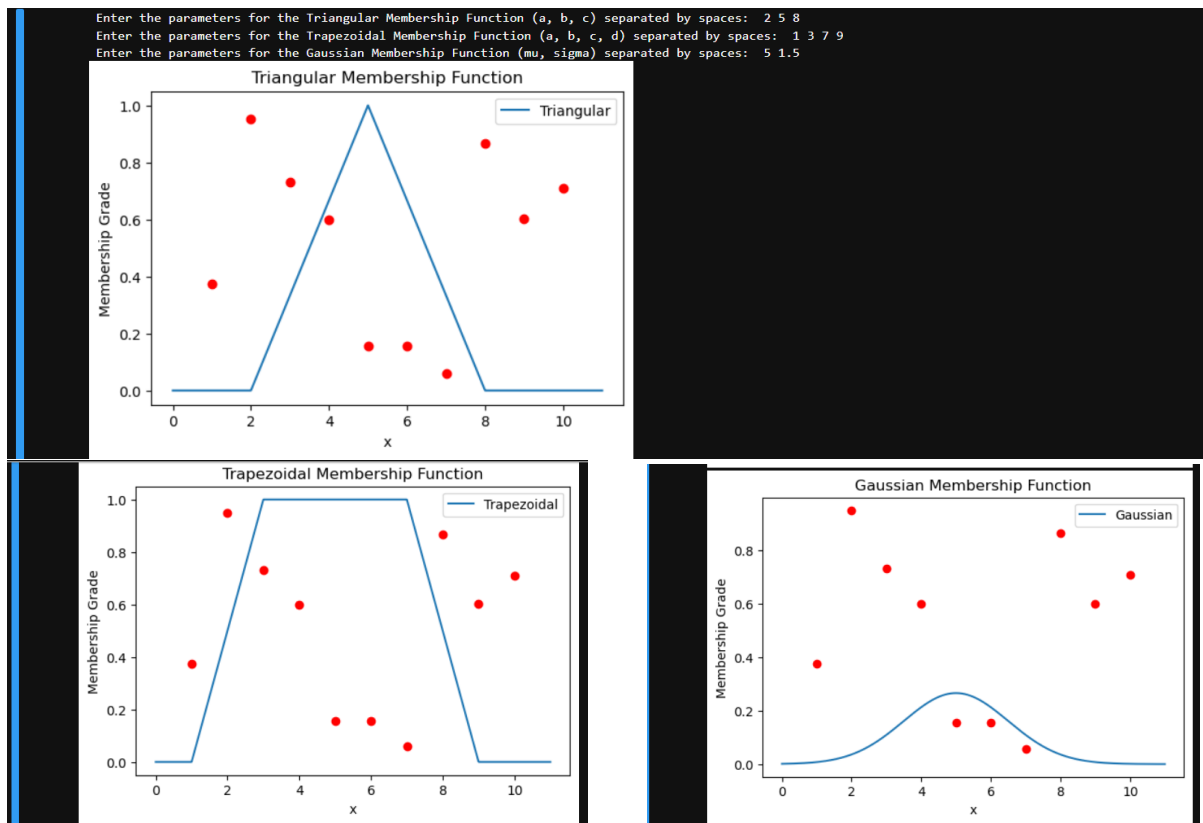 Enter the parameters for the Triangular Membership Function (a, b, c) separated by spaces:  2 5 8
Enter the parameters for the Trapezoidal Membership Function (a, b, c, d) separated by spaces:  1 3 7 9
Enter the parameters for the Gaussian Membership Function (mu, sigma) separated by spaces:  5 1.5
Triangular Membership Function
Triangular
Membership Grade
1.0
0.8
0.6
0.4
0.2
0.0
0 2 4 6 8 10
x
Trapezoidal Membership Function
Trapezoidal
Membership Grade
1.0
0.8
0.6
0.4
0.2
0.0
0 2 4 6 8 10
x
Gaussian Membership Function
Gaussian
Membership Grade
0.8
0.6
0.4
0.2
0.0
0 2 4 6 8 10
x